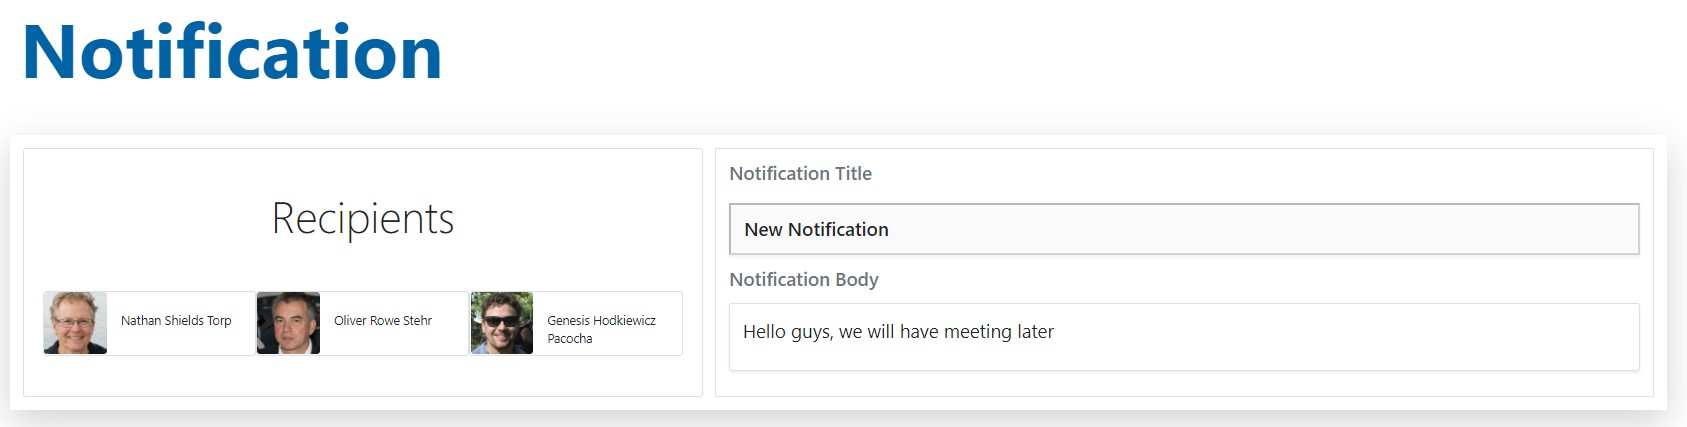 Notification
Recipients
Nathan Shields Torp
Oliver Rowe Stehr
Genesis Hodkiewicz
Pacocha
Notification Title
New Notification
Notification Body
Hello guys, we will have meeting later